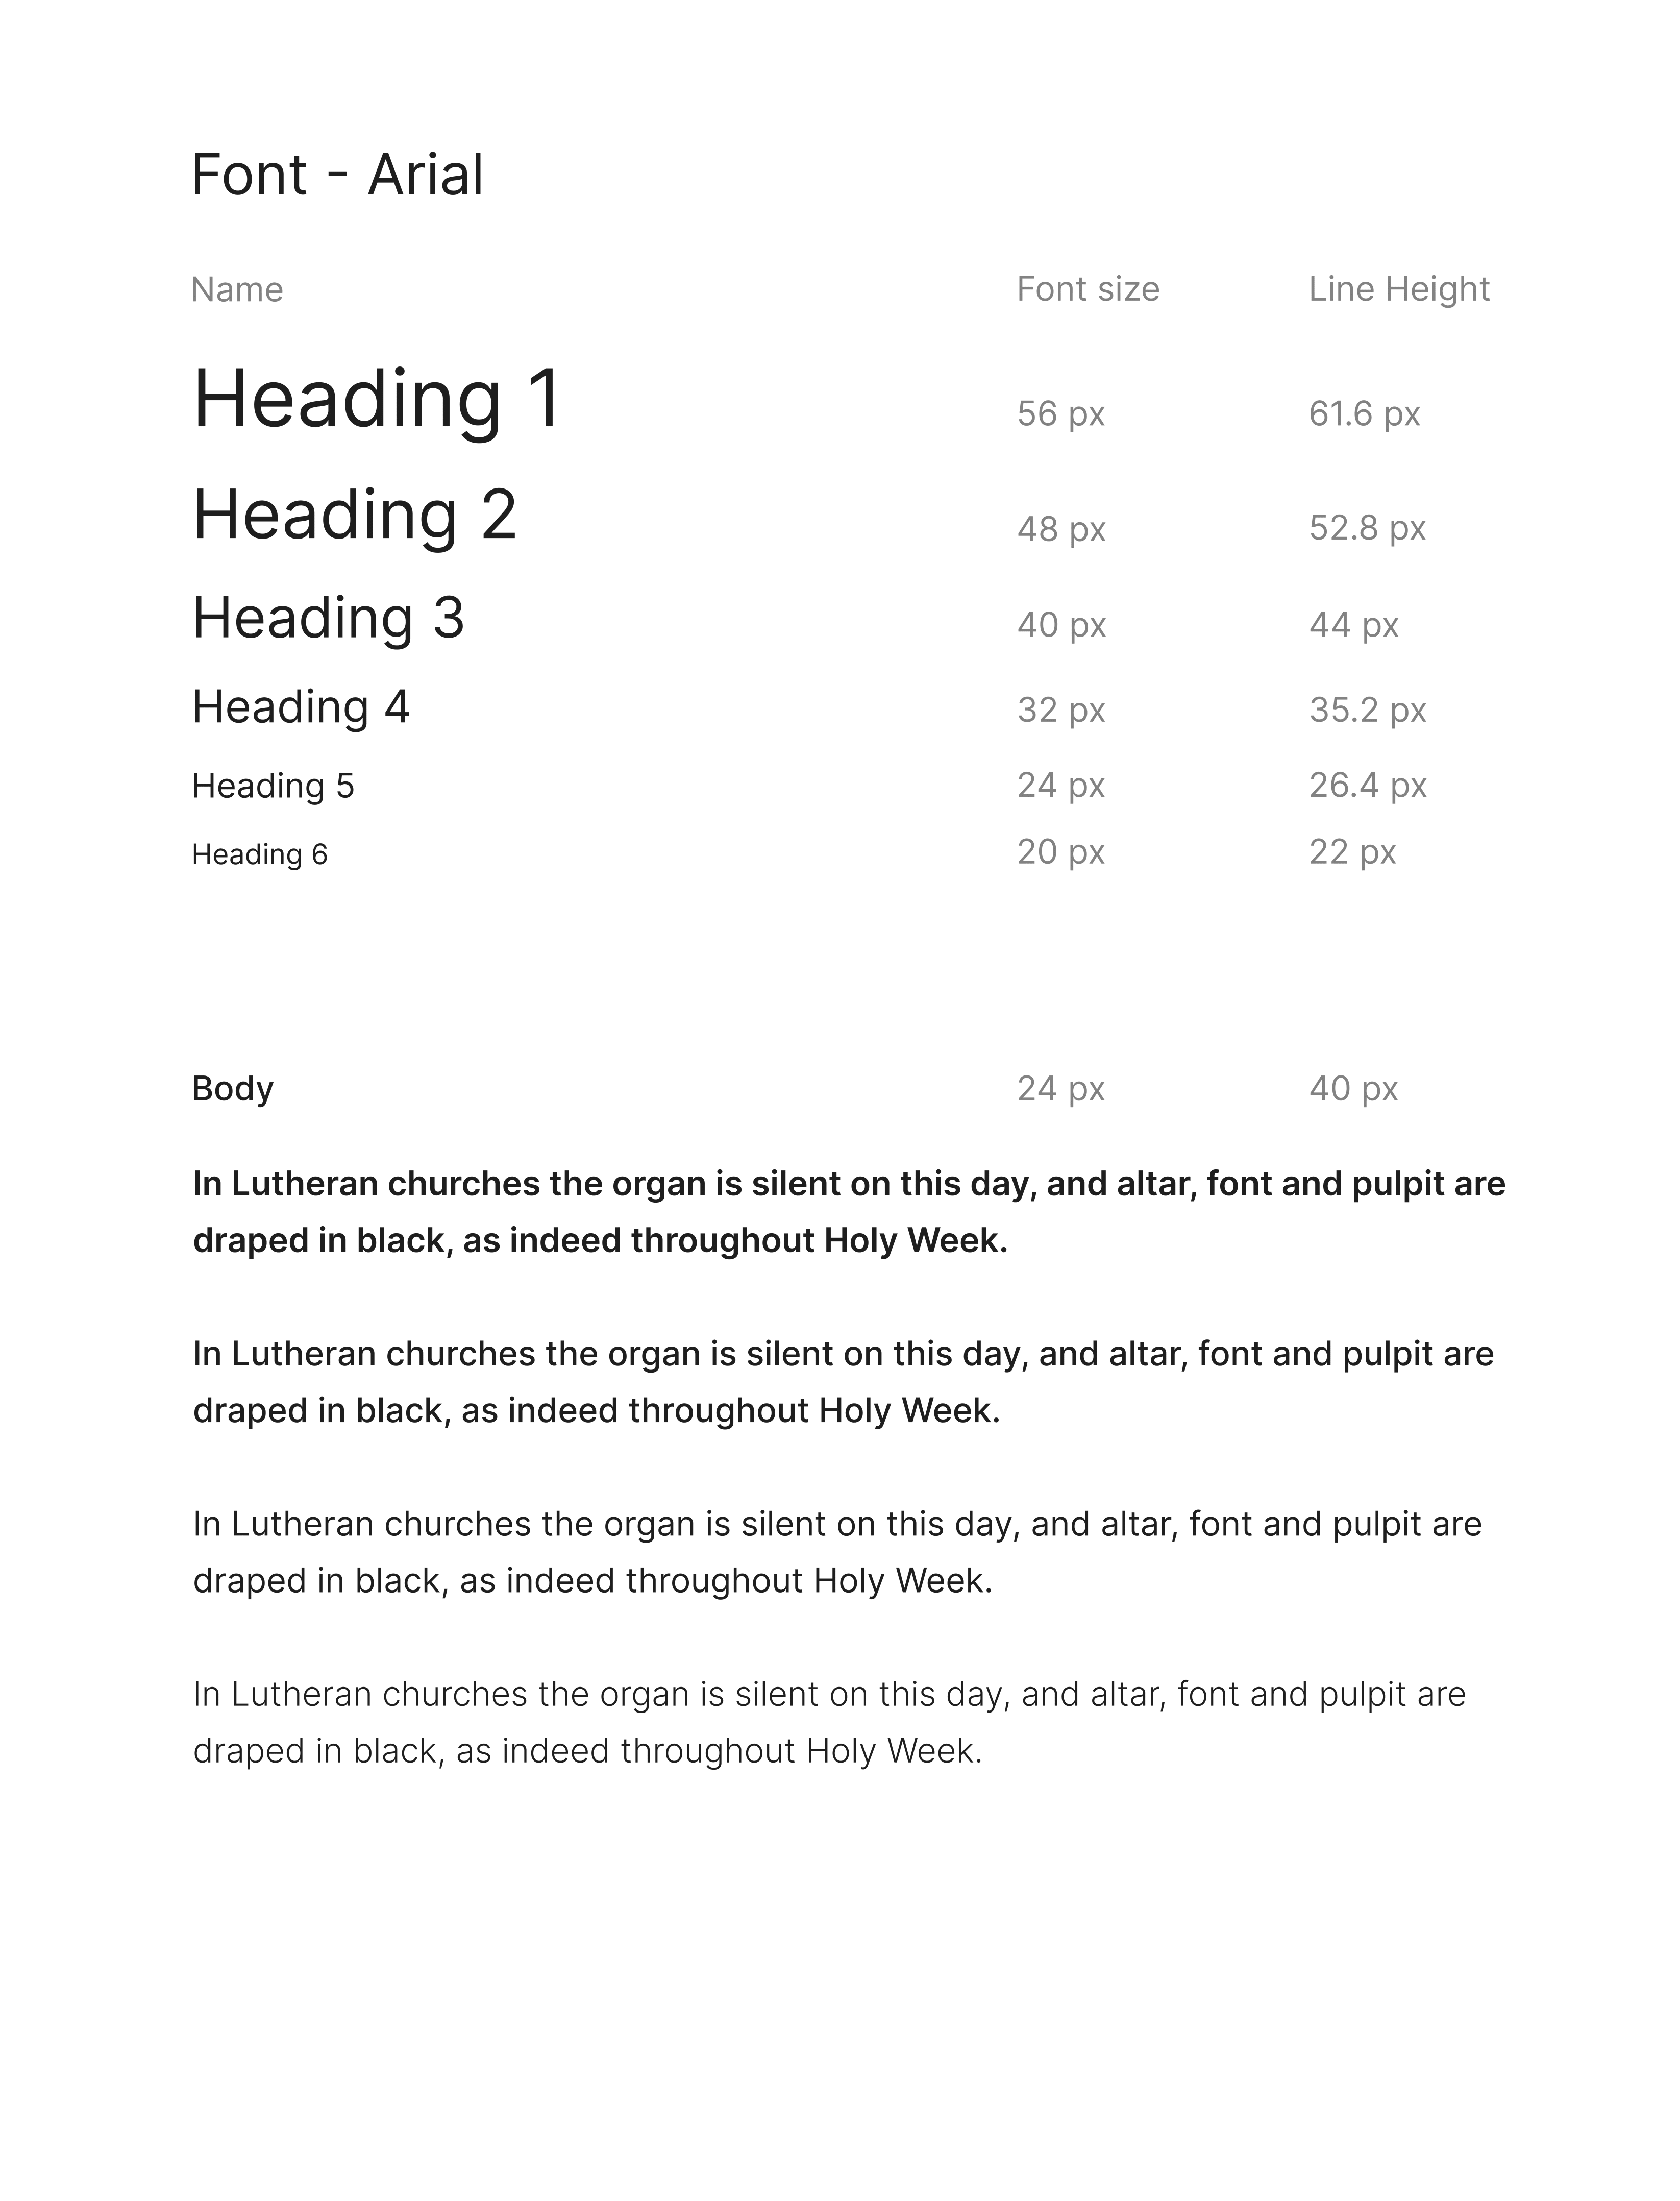 Font - Arial
Name Font size Line Height
Heading 1 56 px 61.6 px
Heading 2 48 px 52.8 px
Heading 3 40 px 44 px
Heading 4 32 px 35.2 px
Heading 5 24 px 26.4 px
Heading 6 20 px 22 px
Body 24 px 40 px
In Lutheran churches the organ is silent on this day, and altar, font and pulpit are
draped in black, as indeed throughout Holy Week.
In Lutheran churches the organ is silent on this day, and altar, font and pulpit are
draped in black, as indeed throughout Holy Week.
In Lutheran churches the organ is silent on this day, and altar, font and pulpit are
draped in black, as indeed throughout Holy Week.
In Lutheran churches the organ is silent on this day, and altar, font and pulpit are
draped in black, as indeed throughout Holy Week.